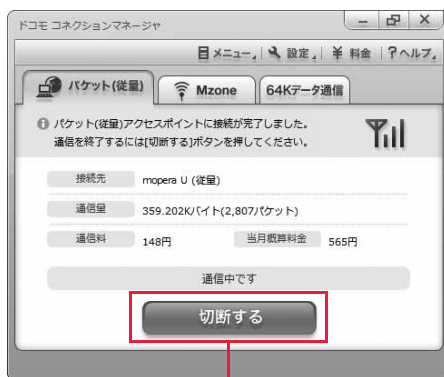 ドコモ コネクションマネージャ
メニュー 設定 ¥ 料金 ? ヘルプ
パケット(従量) Mzone 64Kデータ通信
パケット(従量)アクセスポイントに接続が完了しました。
通信を終了するには[切断する]ボタンを押してください。
接続先 mopera U (従量)
通信量 359.202Kバイト(2,807パケット)
通信料 148円 当月概算料金 565円
通信中です
切断する